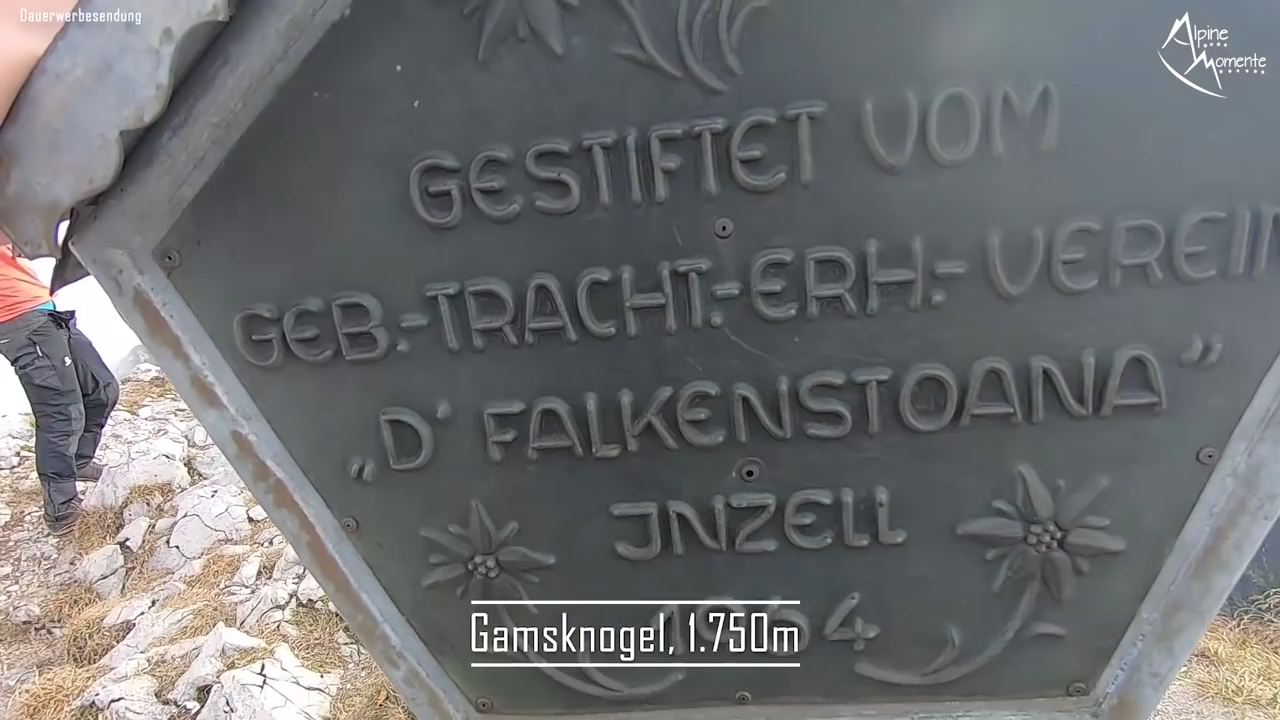 Dauerwerbesendung
Alpine
Momente
GESTIFTET VOM
GEB.-TRACHT.-ERH.-VEREIN
„D' FALKENSTOANA"
JNZELL
Gamsknogel, 1.750m